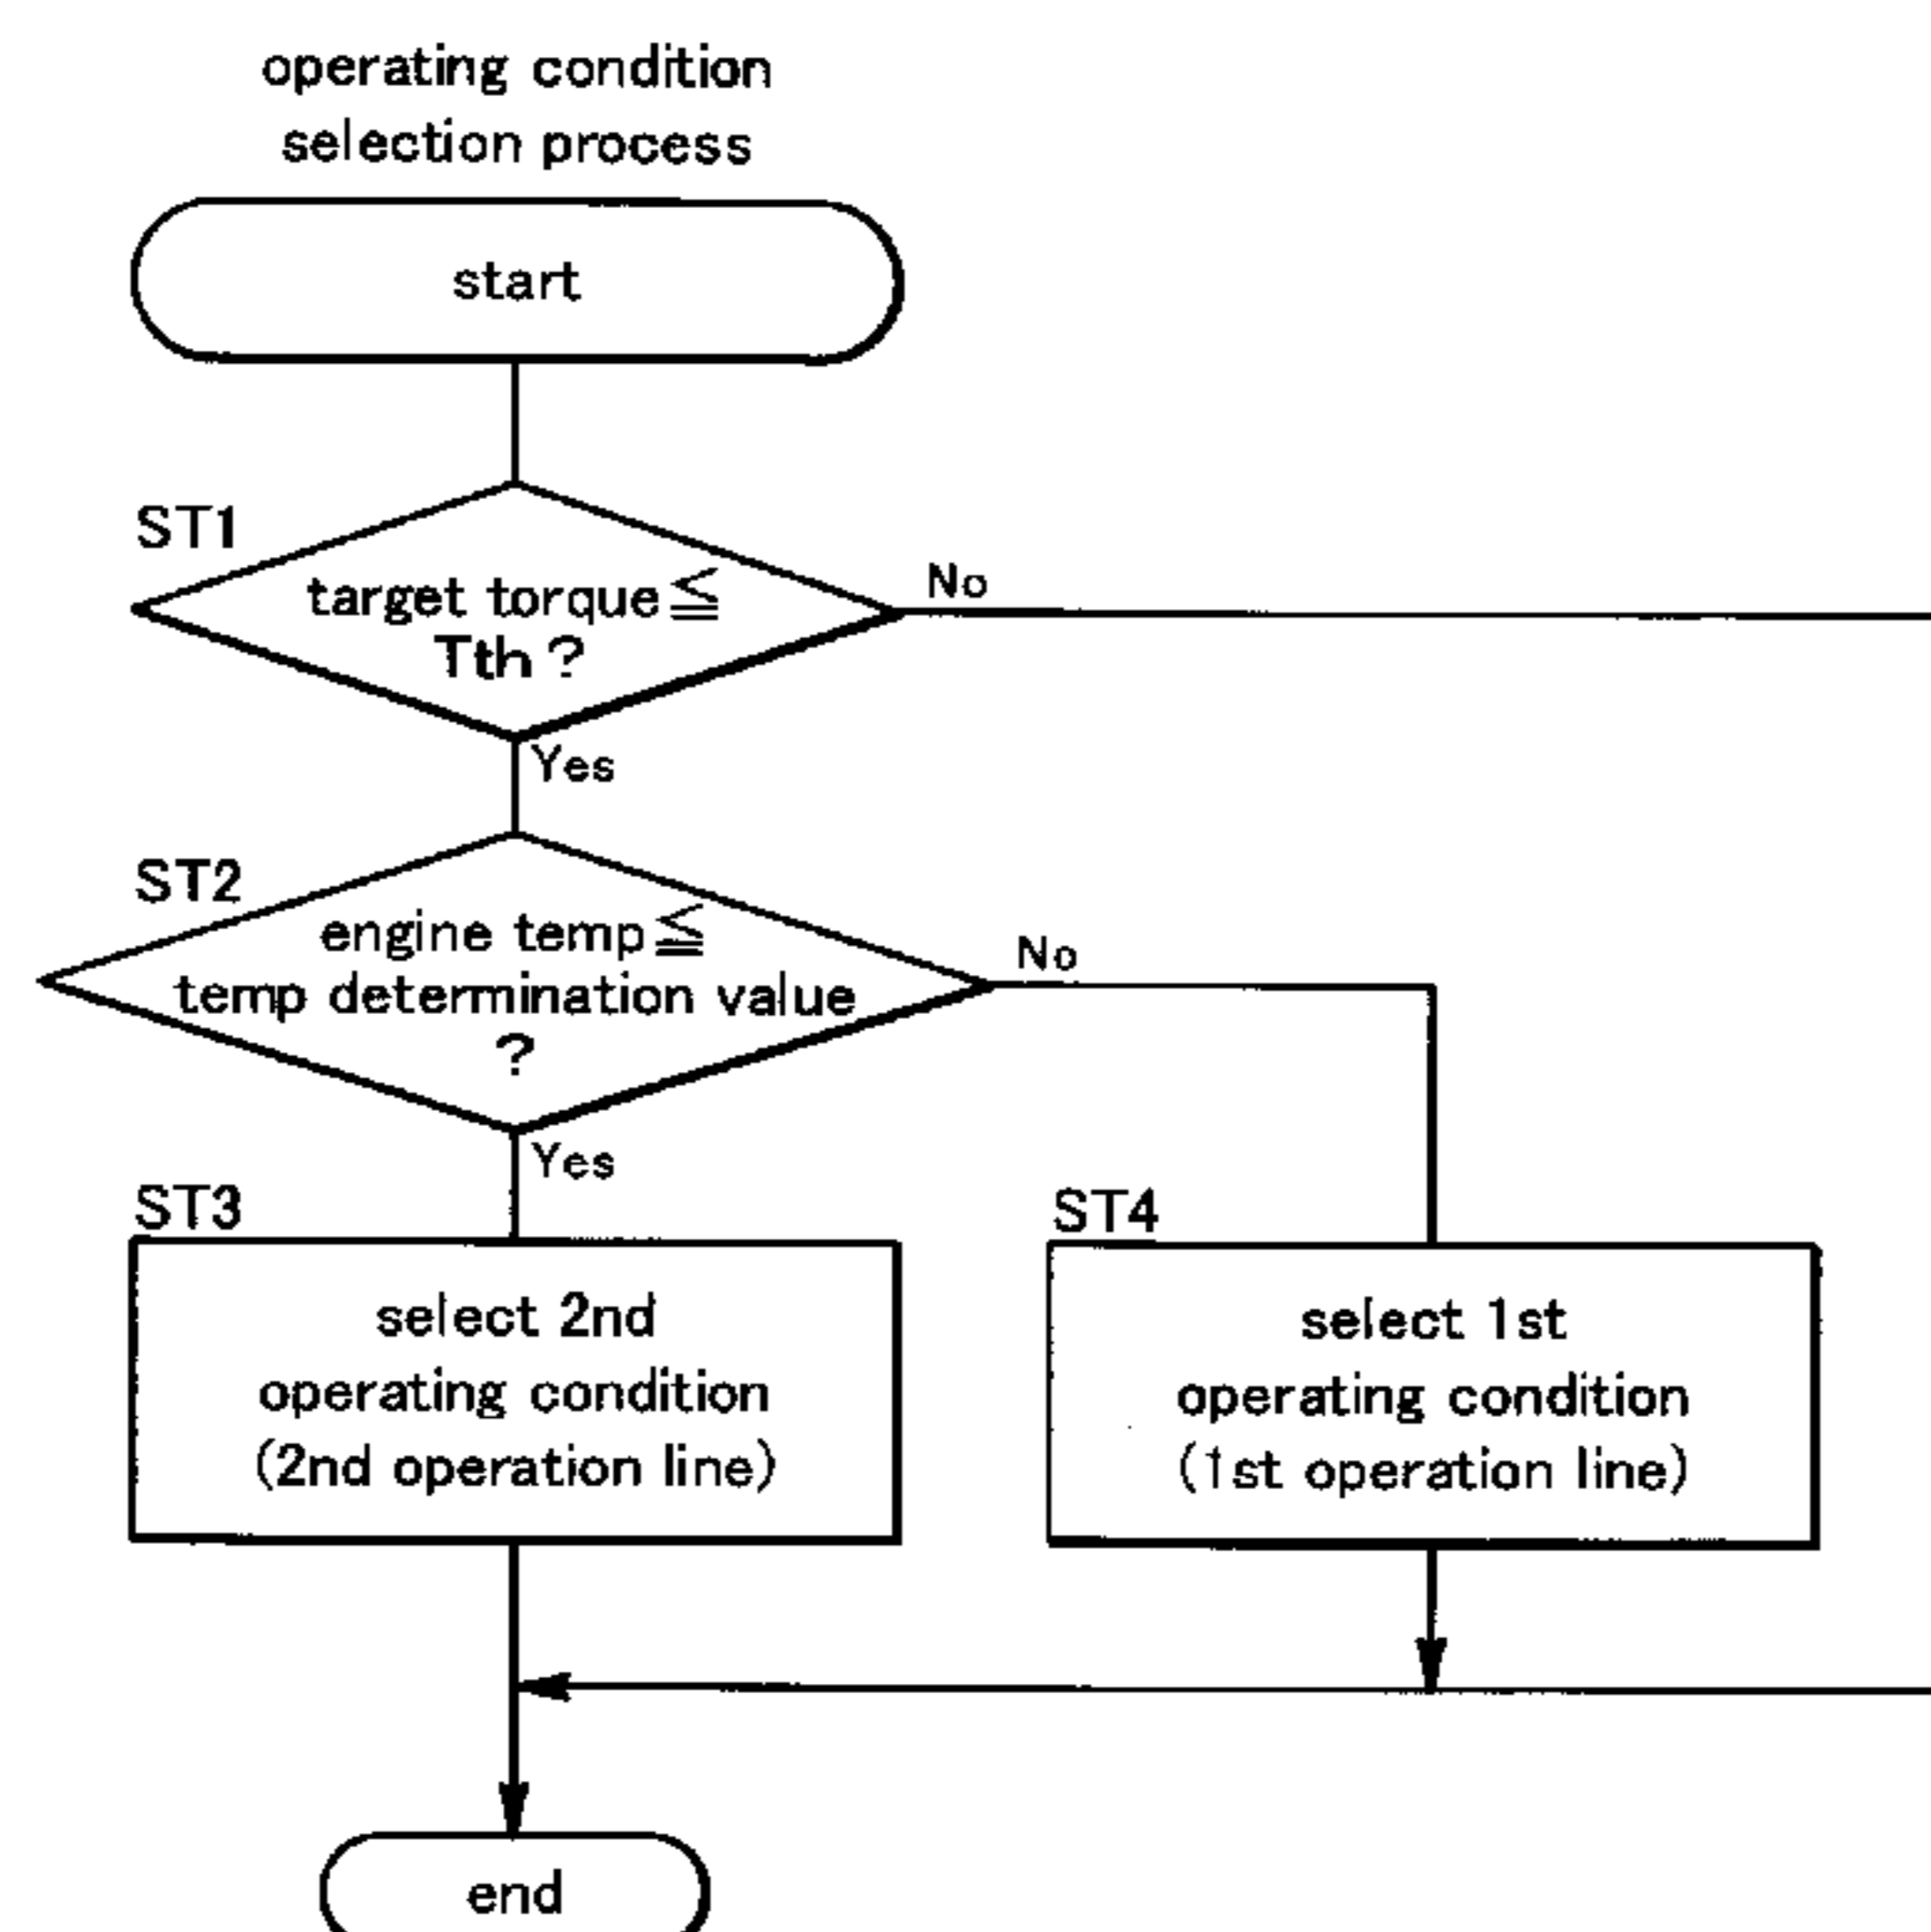 operating condition
selection process
start
ST1
target torque≦
Tth?
No
Yes
ST2
engine temp≦
temp determination value
?
No
Yes
ST3
select 2nd
operating condition
(2nd operation line)
ST4
select 1st
operating condition
(1st operation line)
end